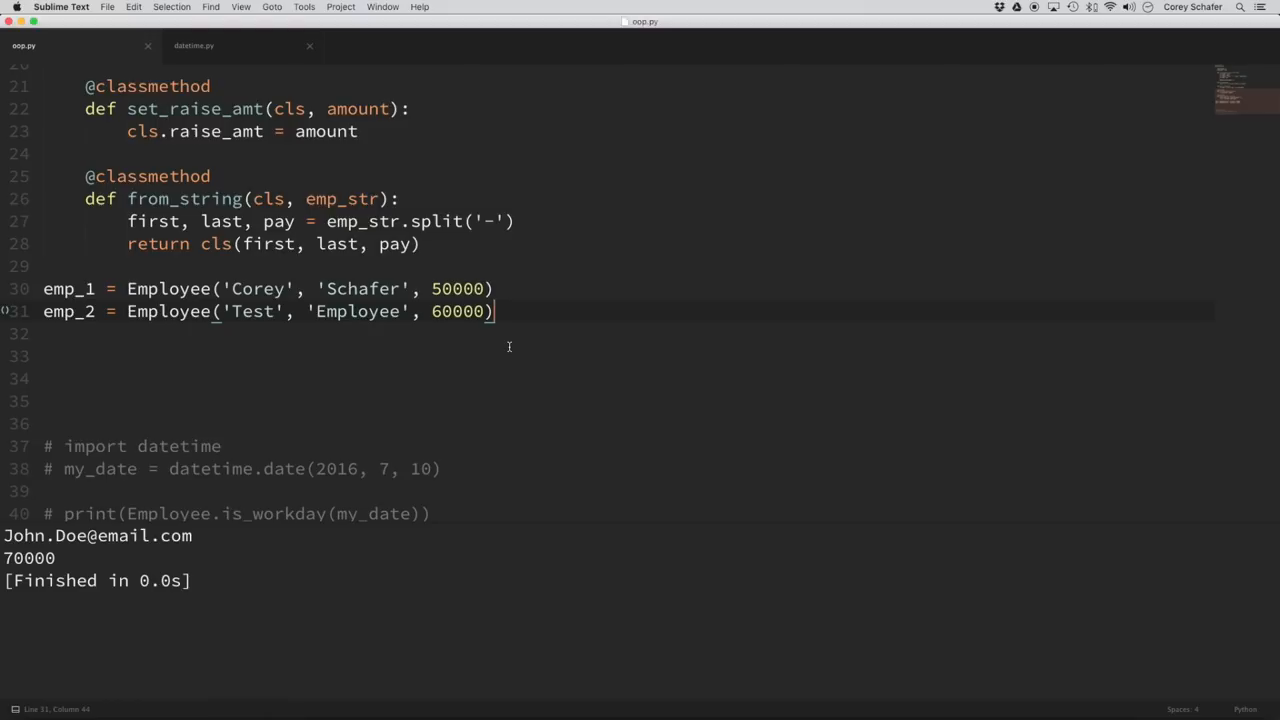 Sublime Text File Edit Selection Find View Goto Tools Project Window Help Corey Schafer
oop.py
oop.py datetime.py
20
21 @classmethod
22 def set_raise_amt(cls, amount):
23 cls.raise_amt = amount
24
25 @classmethod
26 def from_string(cls, emp_str):
27 first, last, pay = emp_str.split('-')
28 return cls(first, last, pay)
29
30 emp_1 = Employee('Corey', 'Schafer', 50000)
31 emp_2 = Employee('Test', 'Employee', 60000)
32
33
34
35
36
37 # import datetime
38 # my_date = datetime.date(2016, 7, 10)
39
40 # print(Employee.is_workday(my_date))
John.Doe@email.com
70000
[Finished in 0.0s]
Line 31, Column 44 Spaces: 4 Python